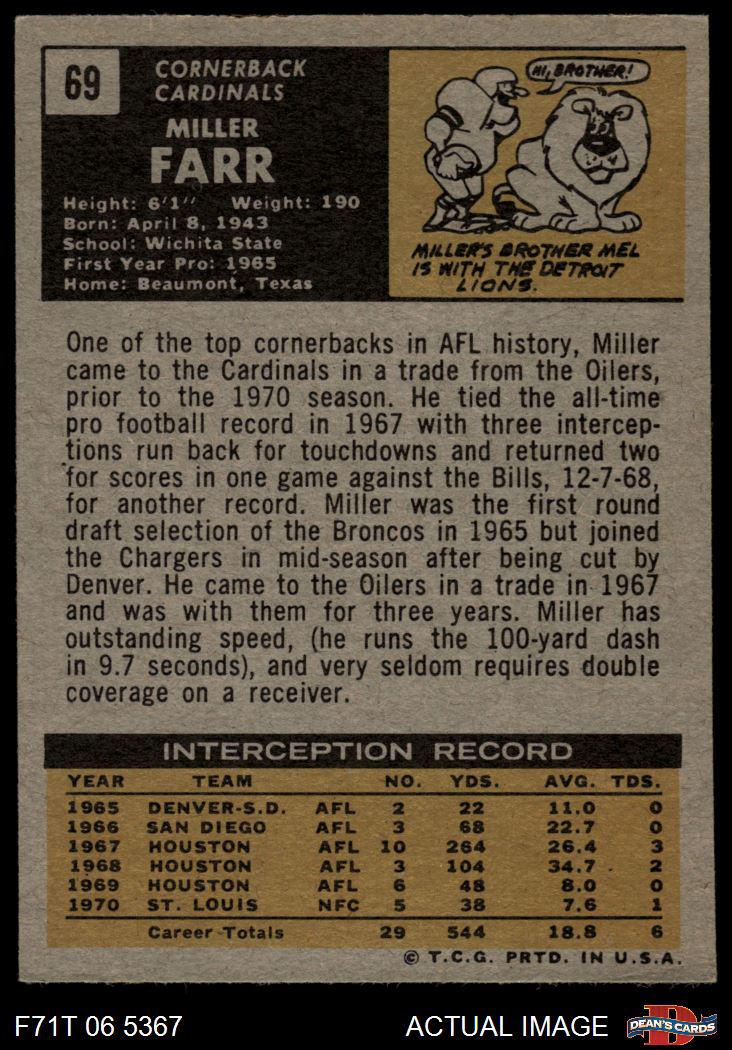 69
CORNERBACK
CARDINALS
MILLER
FARR
Height: 6'1" Weight: 190
Born: April 8, 1943
School: Wichita State
First Year Pro: 1965
Home: Beaumont, Texas
HI, BROTHER!
MILLER'S BROTHER MEL
IS WITH THE DETROIT
LIONS.
One of the top cornerbacks in AFL history, Miller
came to the Cardinals in a trade from the Oilers,
prior to the 1970 season. He tied the all-time
pro football record in 1967 with three intercep-
tions run back for touchdowns and returned two
for scores in one game against the Bills, 12-7-68,
for another record. Miller was the first round
draft selection of the Broncos in 1965 but joined
the Chargers in mid-season after being cut by
Denver. He came to the Oilers in a trade in 1967
and was with them for three years. Miller has
outstanding speed, (he runs the 100-yard dash
in 9.7 seconds), and very seldom requires double
coverage on a receiver.
INTERCEPTION RECORD
YEAR TEAM NO. YDS. AVG. TDS.
1965 DENVER-S.D. AFL 2 22 11.0 0
1966 SAN DIEGO AFL 3 68 22.7 0
1967 HOUSTON AFL 10 264 26.4 3
1968 HOUSTON AFL 3 104 34.7 2
1969 HOUSTON AFL 6 48 8.0 0
1970 ST. LOUIS NFC 5 38 7.6 1
Career Totals 29 544 18.8 6
© T.C.G. PRTD. IN U.S.A.
F71T 06 5367 ACTUAL IMAGE
D
DEAN'S CARDS